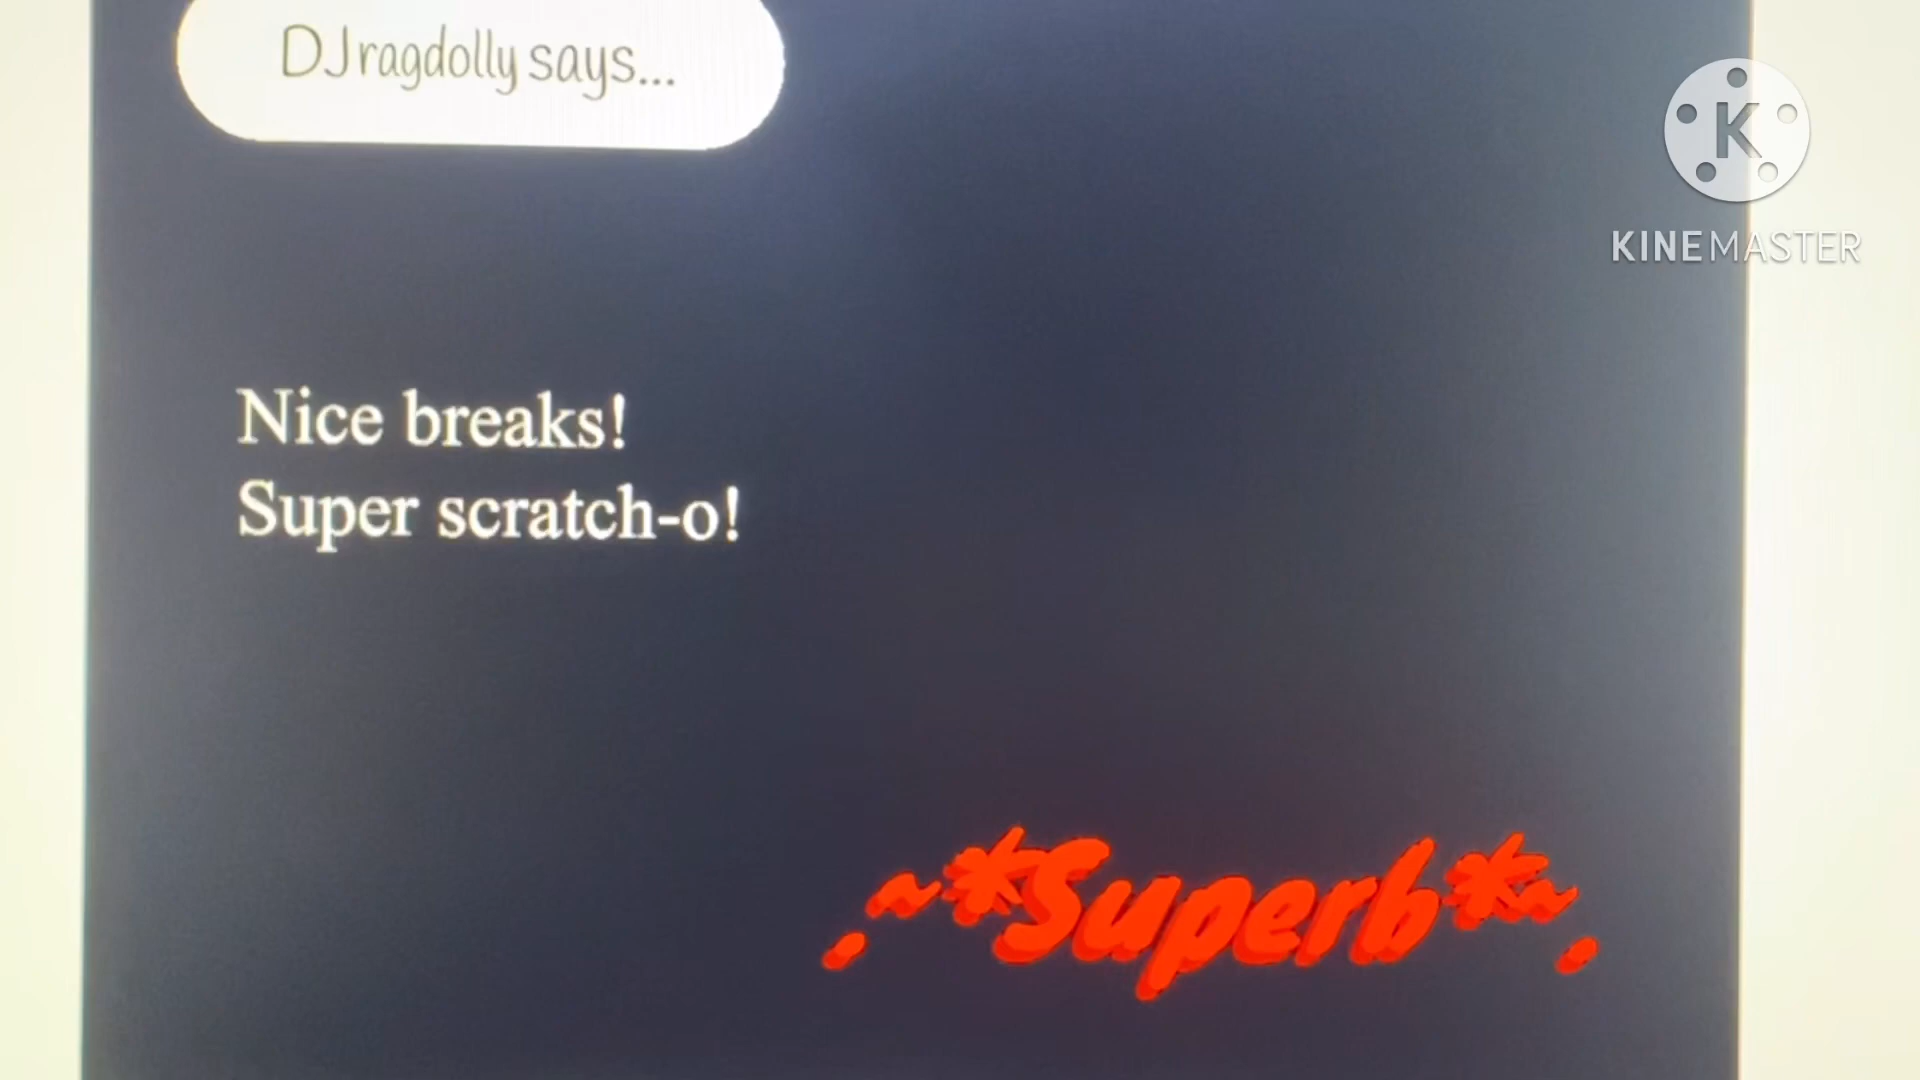 DJ ragdolly says...
K
KINEMASTER
Nice breaks!
Super scratch-o!
.~*Superb*~.